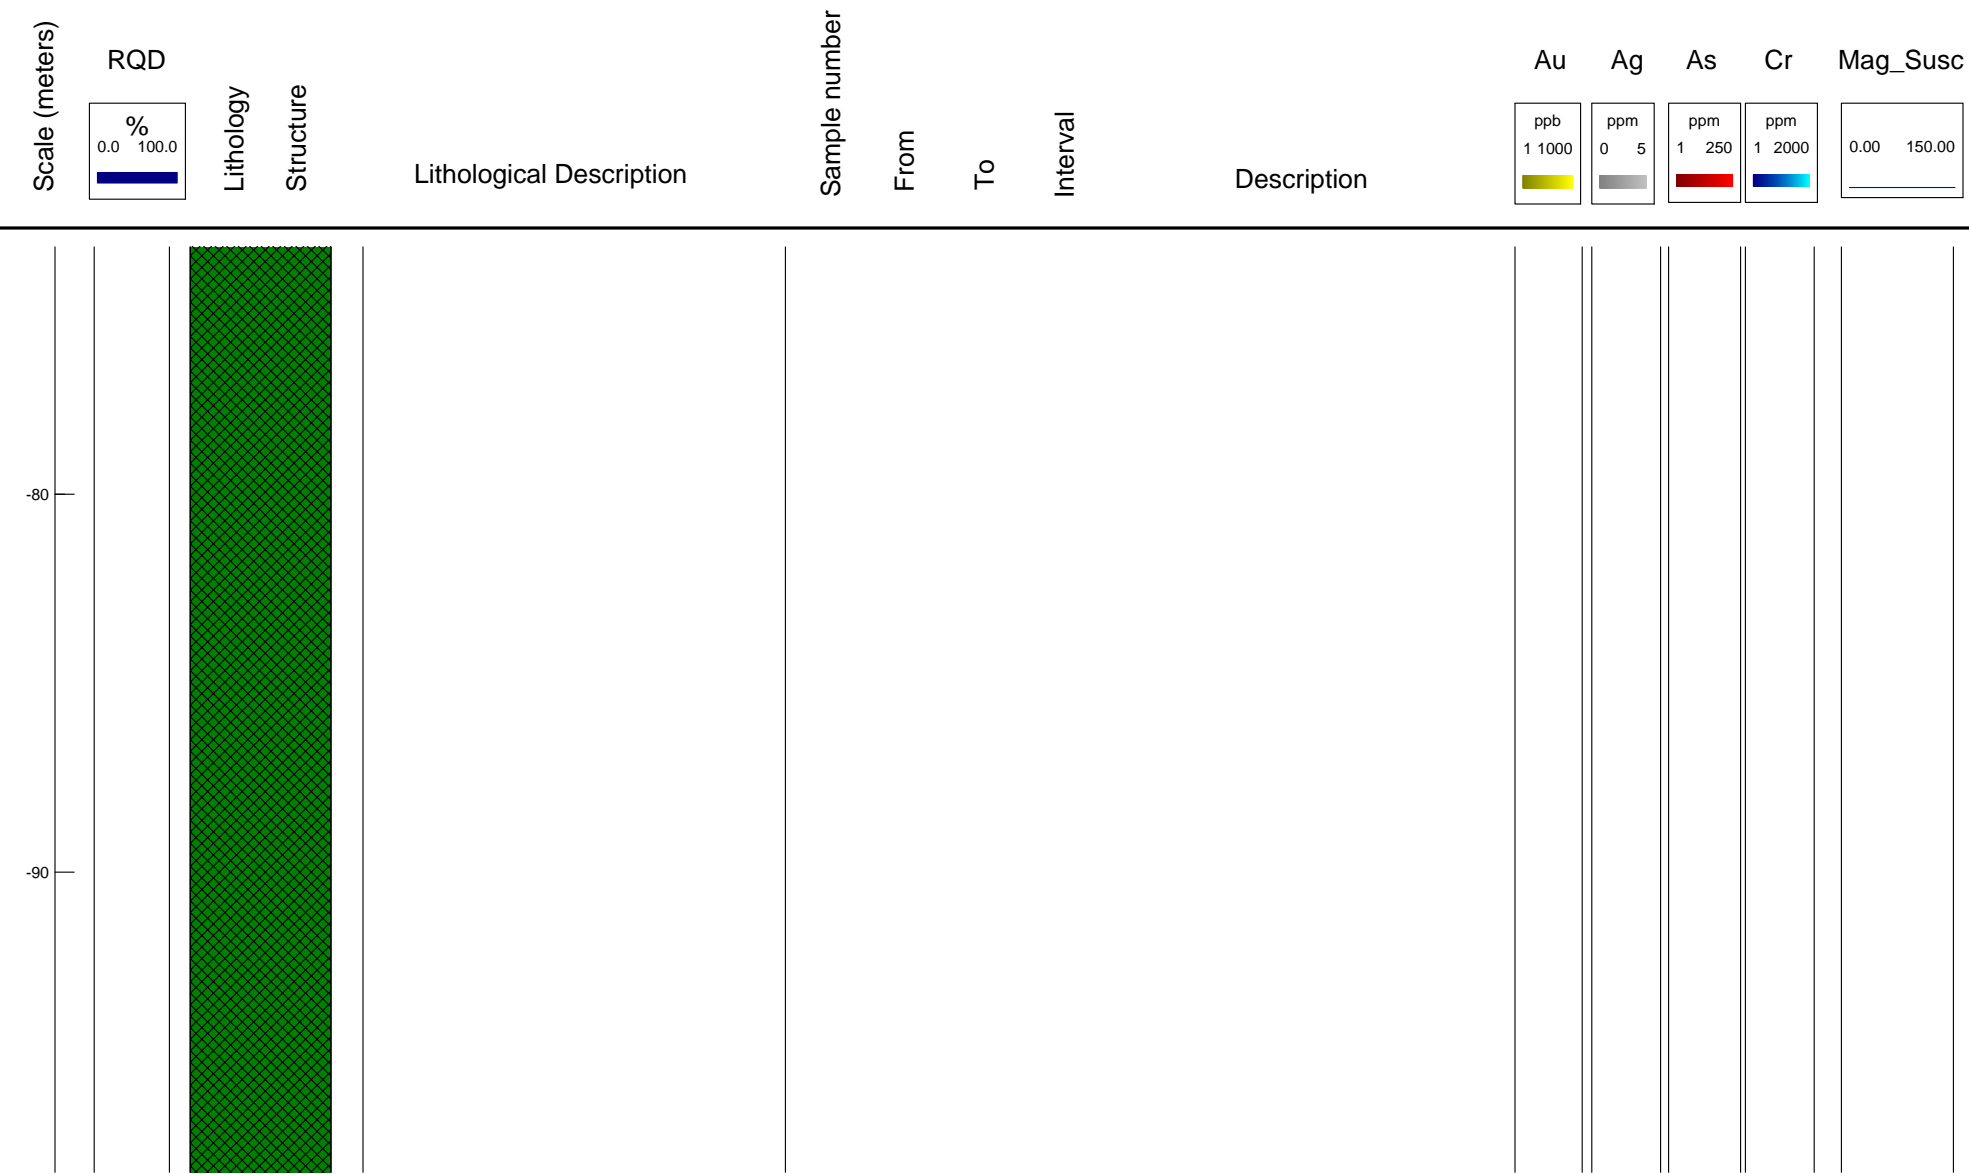 Scale (meters)
RQD
%
0.0 100.0
Lithology
Structure
Lithological Description
Sample number
From
To
Interval
Description
Au
ppb
1 1000
Ag
ppm
0 5
As
ppm
1 250
Cr
ppm
1 2000
Mag_Susc
0.00 150.00
-80
-90